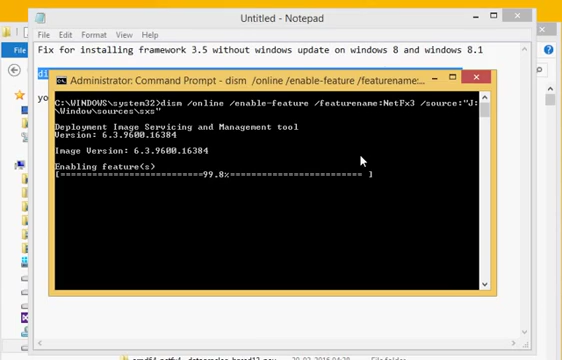 Untitled - Notepad
File
File Edit Format View Help
Fix for installing framework 3.5 without windows update on windows 8 and windows 8.1
di
yo
Administrator: Command Prompt - dism /online /enable-feature /featurename:...
C:\WINDOWS\system32>dism /online /enable-feature /featurename:NetFx3 /source:"J:
\Window\sources\sxs"
Deployment Image Servicing and Management tool
Version: 6.3.9600.16384
Image Version: 6.3.9600.16384
Enabling feature(s)
[===========================99.8%========================== ]
File folder